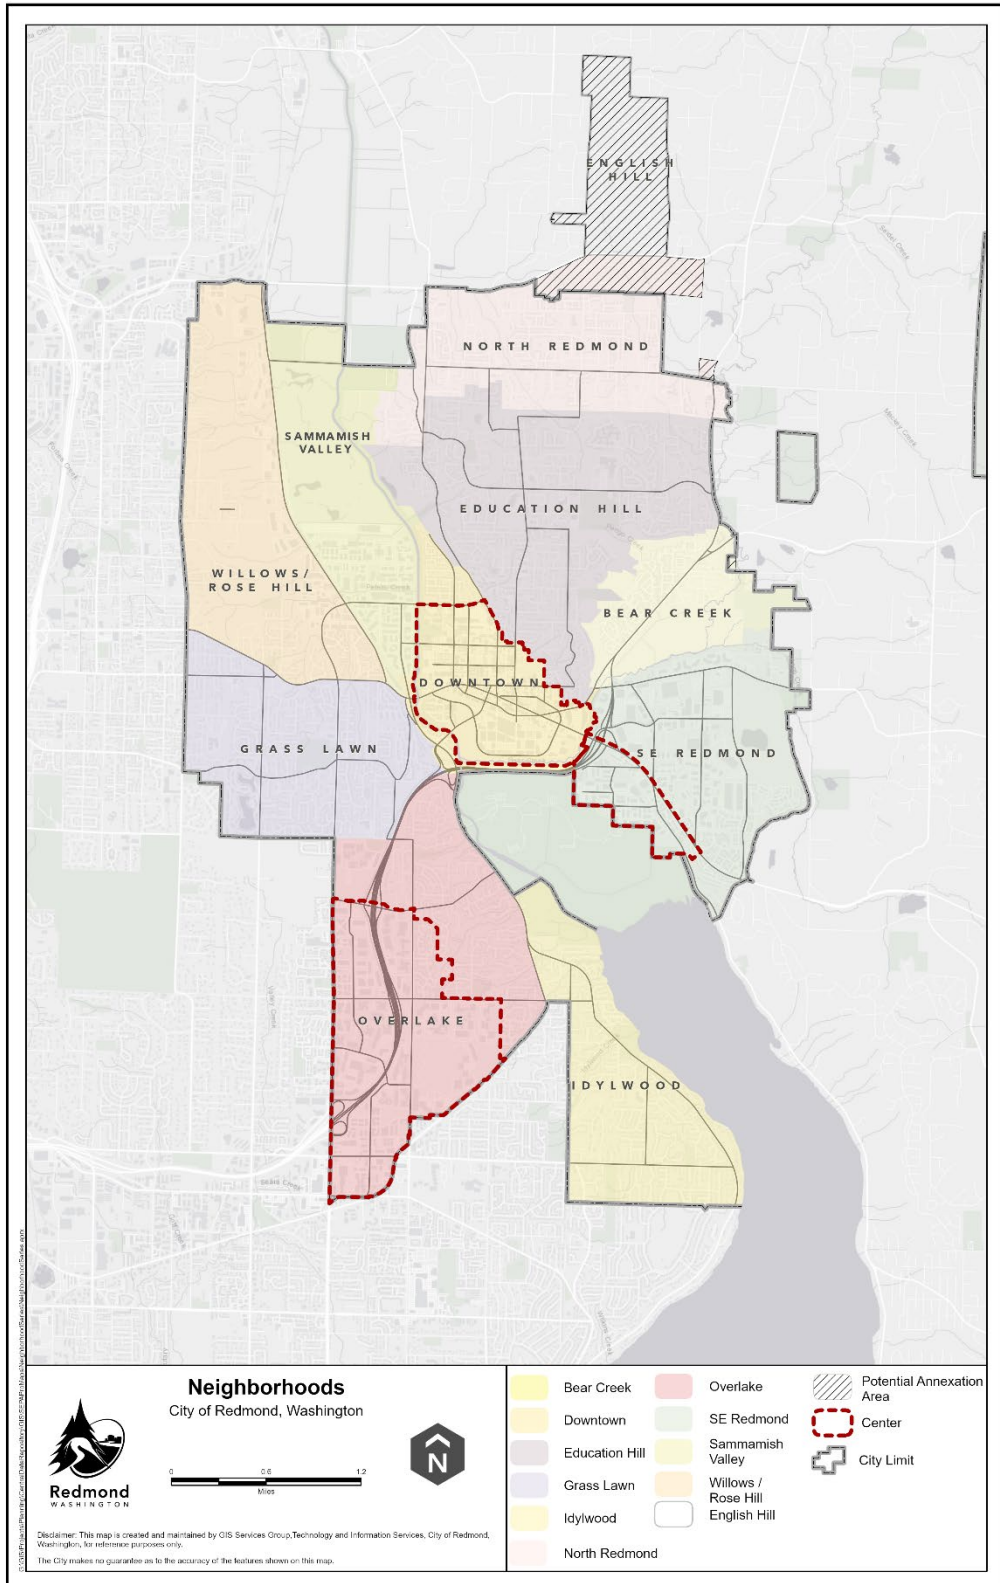 ENGLISH
HILL
NORTH REDMOND
SAMMAMISH
VALLEY
EDUCATION HILL
WILLOWS/
ROSE HILL
BEAR CREEK
DOWNTOWN
GRASS LAWN
SE REDMOND
OVERLAKE
IDYLWOOD
Neighborhoods
City of Redmond, Washington
Redmond
WASHINGTON
0 0.6 1.2
Miles
N
Disclaimer: This map is created and maintained by GIS Services Group,Technology and Information Services, City of Redmond,
Washington, for reference purposes only.
The City makes no guarantee as to the accuracy of the features shown on this map.
Bear Creek
Downtown
Education Hill
Grass Lawn
Idylwood
North Redmond
Overlake
SE Redmond
Sammamish
Valley
Willows /
Rose Hill
English Hill
Potential Annexation
Area
Center
City Limit